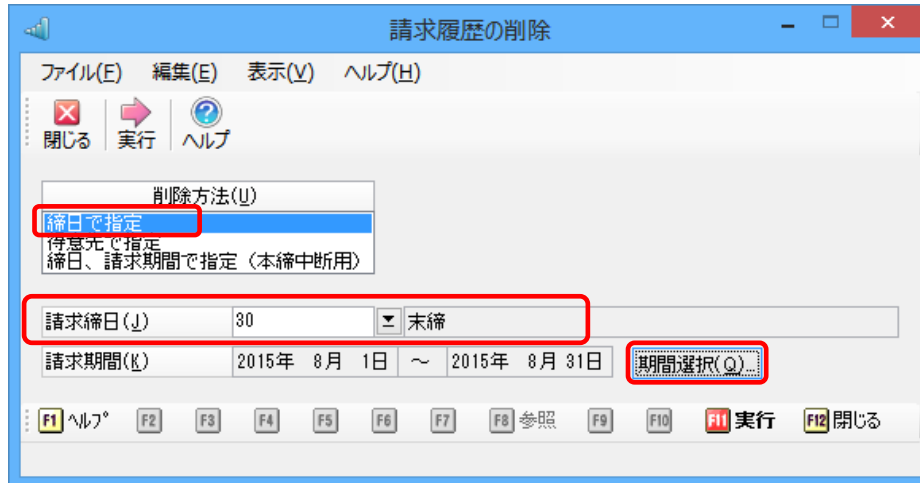 請求履歴の削除
ファイル(F) 編集(E) 表示(V) ヘルプ(H)
閉じる 実行 ヘルプ
削除方法(U)
締日で指定
得意先で指定
締日、請求期間で指定（本締中断用）
請求締日(J) 30 末締
請求期間(K) 2015年 8月 1日 ～ 2015年 8月 31日 期間選択(Q)...
F1 ヘルプ F2 F3 F4 F5 F6 F7 F8 参照 F9 F10 F11 実行 F12 閉じる